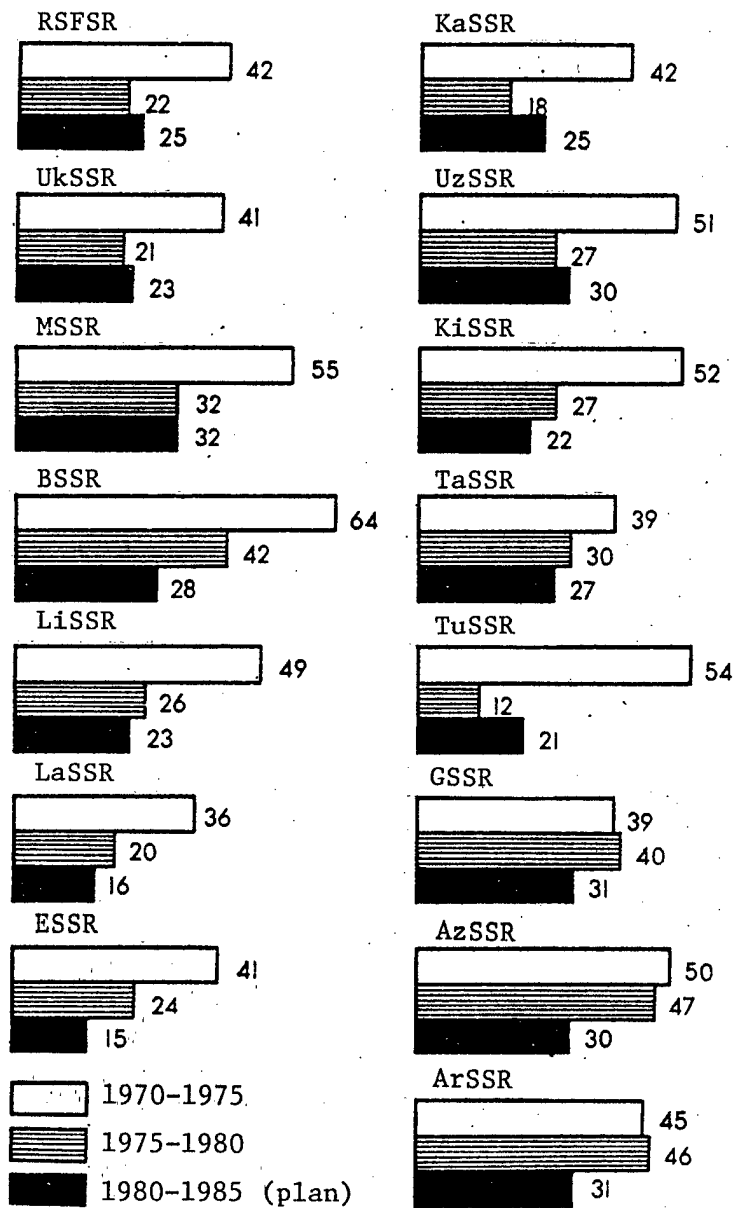 RSFSR
42
22
25
UkSSR
41
21
23
MSSR
55
32
32
BSSR
64
42
28
LiSSR
49
26
23
LaSSR
36
20
16
ESSR
41
24
15
1970-1975
1975-1980
1980-1985 (plan)
KaSSR
42
18
25
UzSSR
51
27
30
KiSSR
52
27
22
TaSSR
39
30
27
TuSSR
54
12
21
GSSR
39
40
31
AzSSR
50
47
30
ArSSR
45
46
31